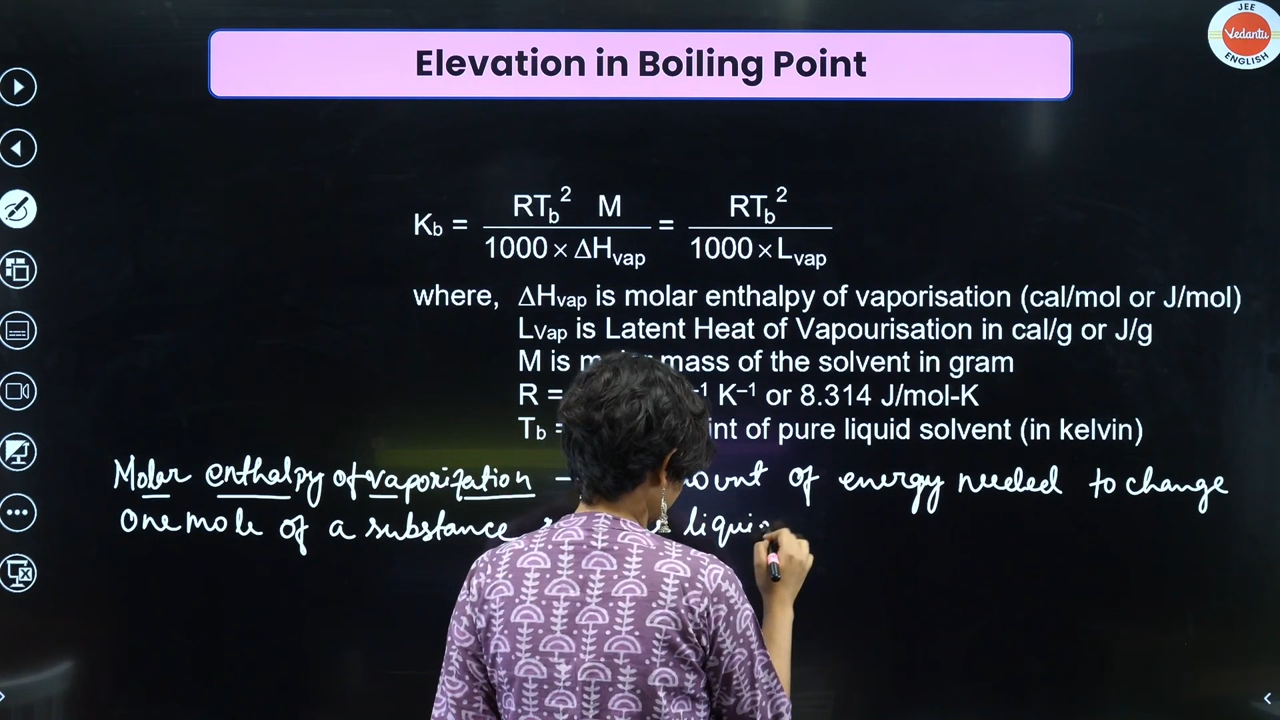 JEE
Vedantu
ENGLISH
Elevation in Boiling Point
K_b = RT_b^2 M / 1000 × ΔH_vap = RT_b^2 / 1000 × L_vap
where, ΔH_vap is molar enthalpy of vaporisation (cal/mol or J/mol)
L_Vap is Latent Heat of Vapourisation in cal/g or J/g
M is mass of the solvent in gram
R = K⁻¹ or 8.314 J/mol-K
T_b of pure liquid solvent (in kelvin)
Molar enthalpy of vaporization - of energy needed to change
One mole of a substance